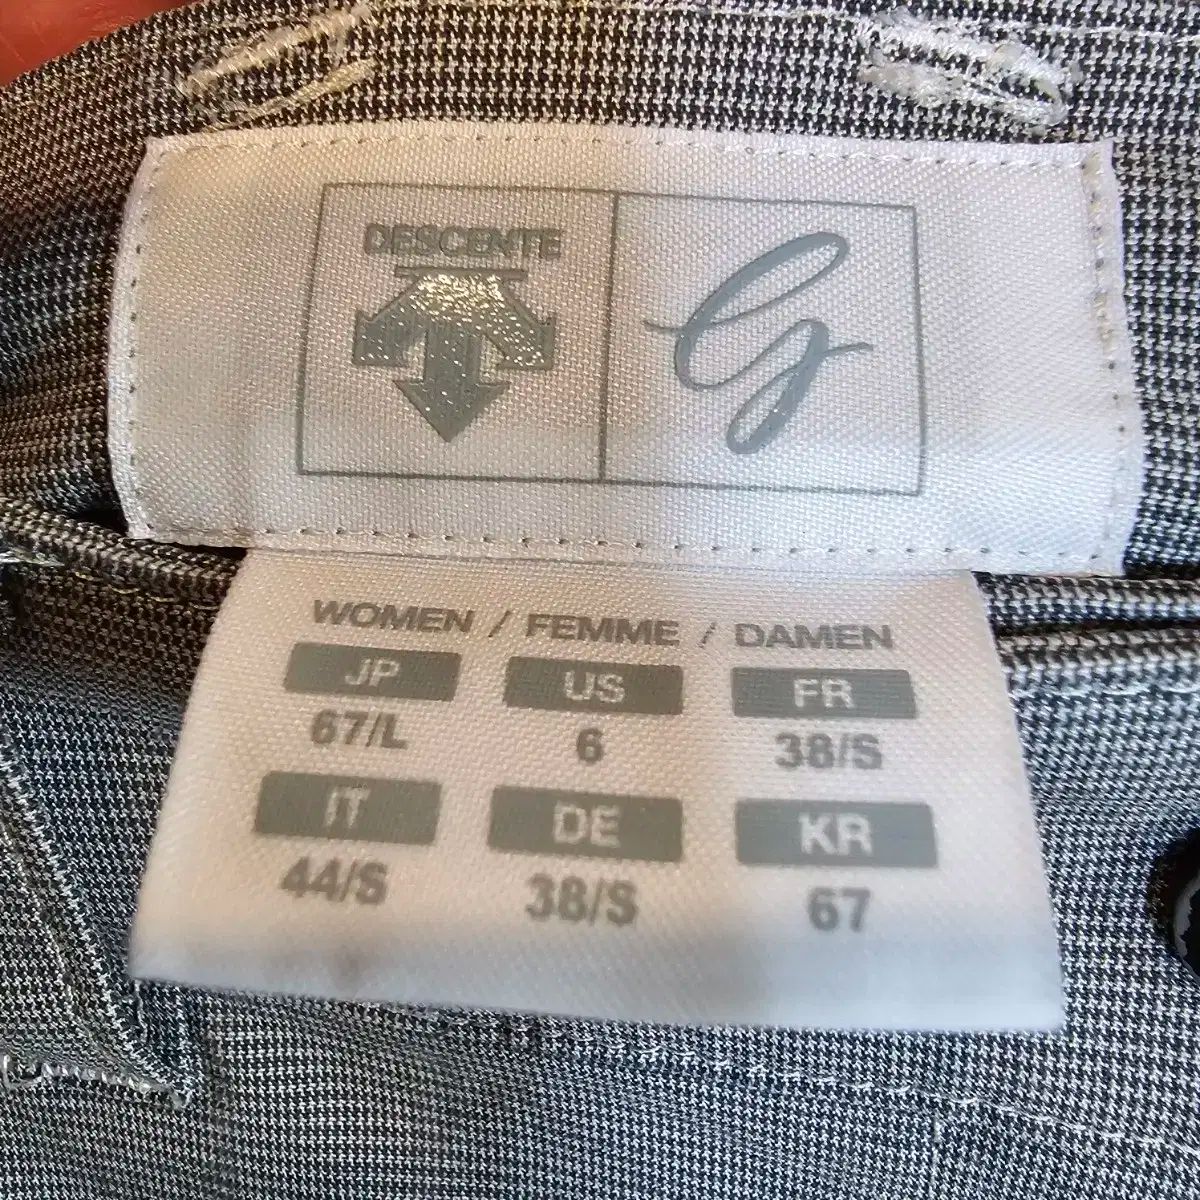 DESCENTE
G
WOMEN / FEMME / DAMEN
JP US FR
67/L 6 38/S
IT DE KR
44/S 38/S 67